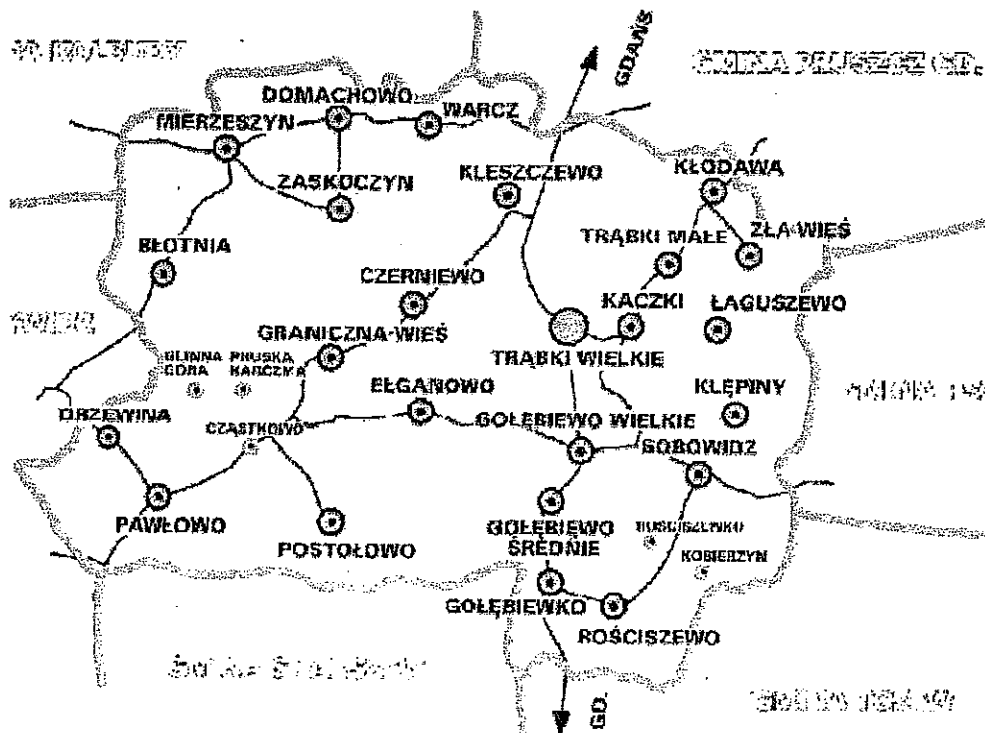 GDAŃS
GMINA PRUSZCZ GD.
DOMACHOWO
WARCZ
MIERZESZYN
KLESZCZEWO
KŁODAWA
ZASKOCZYN
TRĄBKI MAŁE
ZŁA WIEŚ
BŁOTNIA
CZERNIEWO
KACZKI
ŁAGUSZEWO
GRANICZNA WIEŚ
TRĄBKI WIELKIE
GLINNA
GÓRA
PRUSKA
KARCZMA
EŁGANOWO
KLĘPINY
DRZEWINA
GOŁĘBIEWO WIELKIE
CZĄSTKOWO
SOBOWIDZ
PAWŁOWO
POSTOŁOWO
GOŁĘBIEWO
ŚREDNIE
ROŚCISZEWKO
KOBIERZYN
GOŁĘBIEWKO
ROŚCISZEWO
GD.